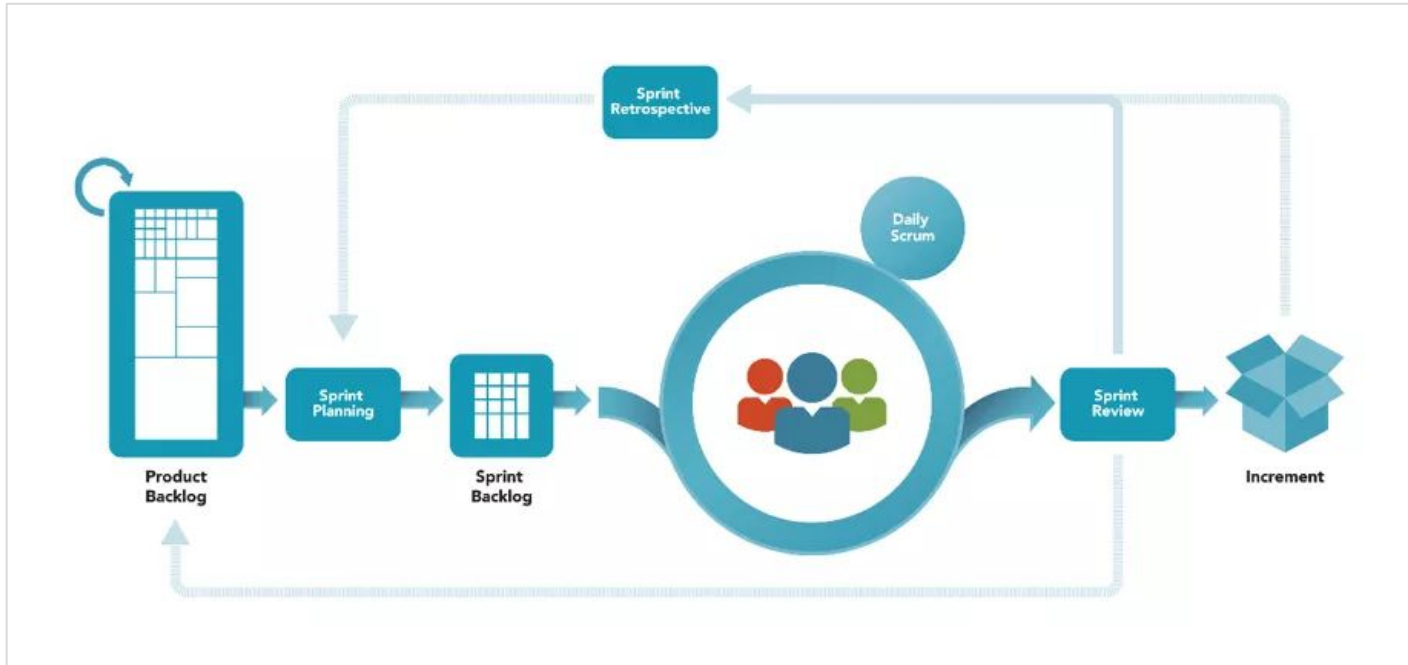 Sprint
Retrospective
Daily
Scrum
Sprint
Planning
Sprint
Review
Product
Backlog
Sprint
Backlog
Increment